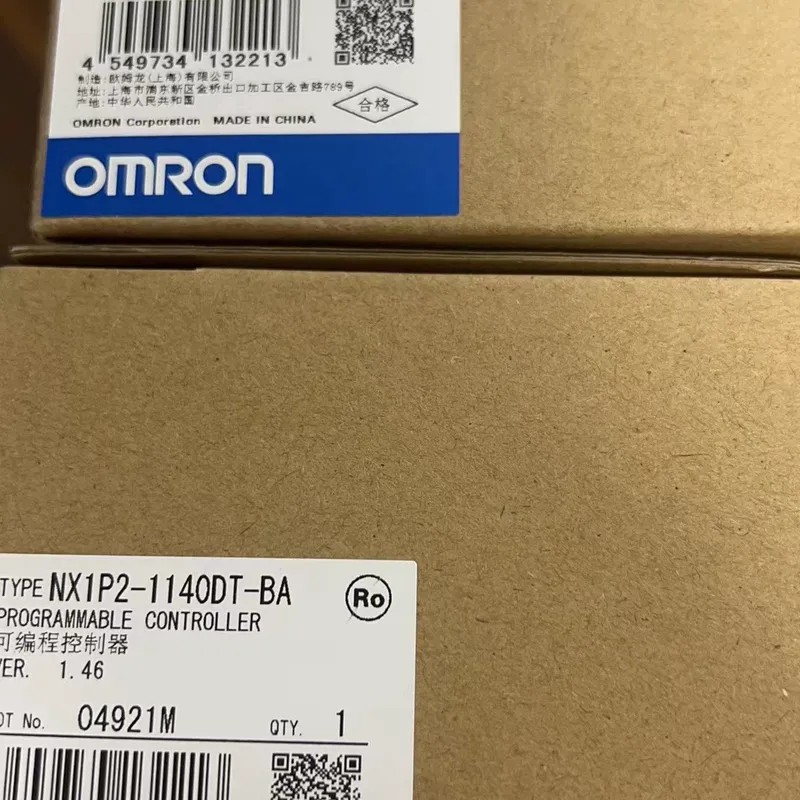 4 549734 132213
制造: 欧姆龙(上海)有限公司
地址: 上海市浦东新区金桥出口加工区金吉路789号
产地: 中华人民共和国
合格
OMRON Corporation MADE IN CHINA
OMRON
TYPE NX1P2-1140DT-BA
Ro
PROGRAMMABLE CONTROLLER
可编程控制器
VER. 1.46
OT No. 04921M QTY. 1